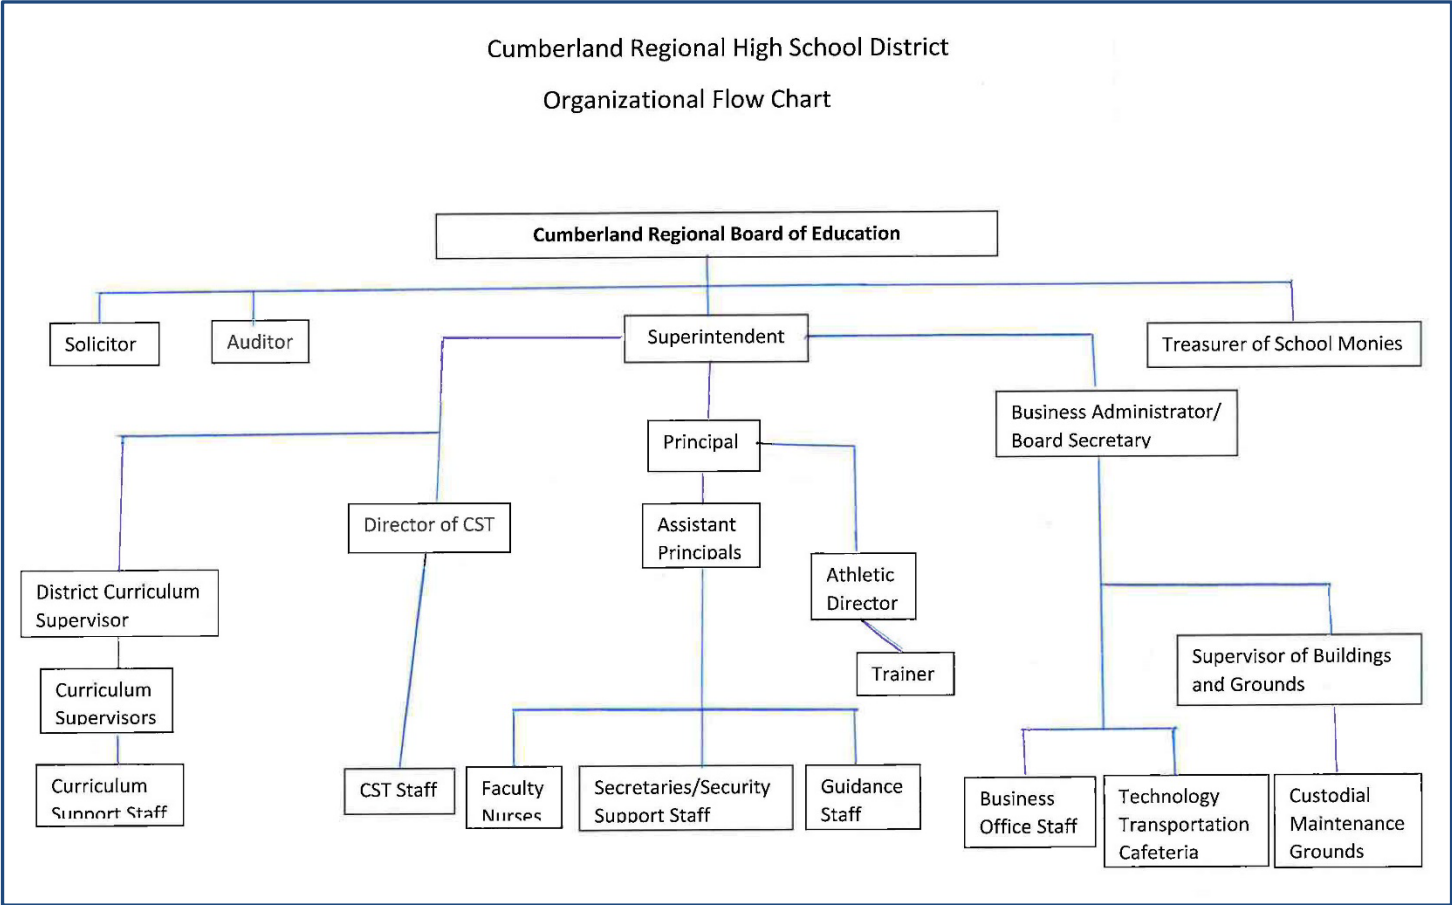 Cumberland Regional High School District
Organizational Flow Chart
Cumberland Regional Board of Education
Solicitor
Auditor
Superintendent
Treasurer of School Monies
Business Administrator/
Board Secretary
Principal
Director of CST
Assistant
Principals
Athletic
Director
District Curriculum
Supervisor
Trainer
Supervisor of Buildings
and Grounds
Curriculum
Supervisors
Curriculum
Support Staff
CST Staff
Faculty
Nurses
Secretaries/Security
Support Staff
Guidance
Staff
Business
Office Staff
Technology
Transportation
Cafeteria
Custodial
Maintenance
Grounds